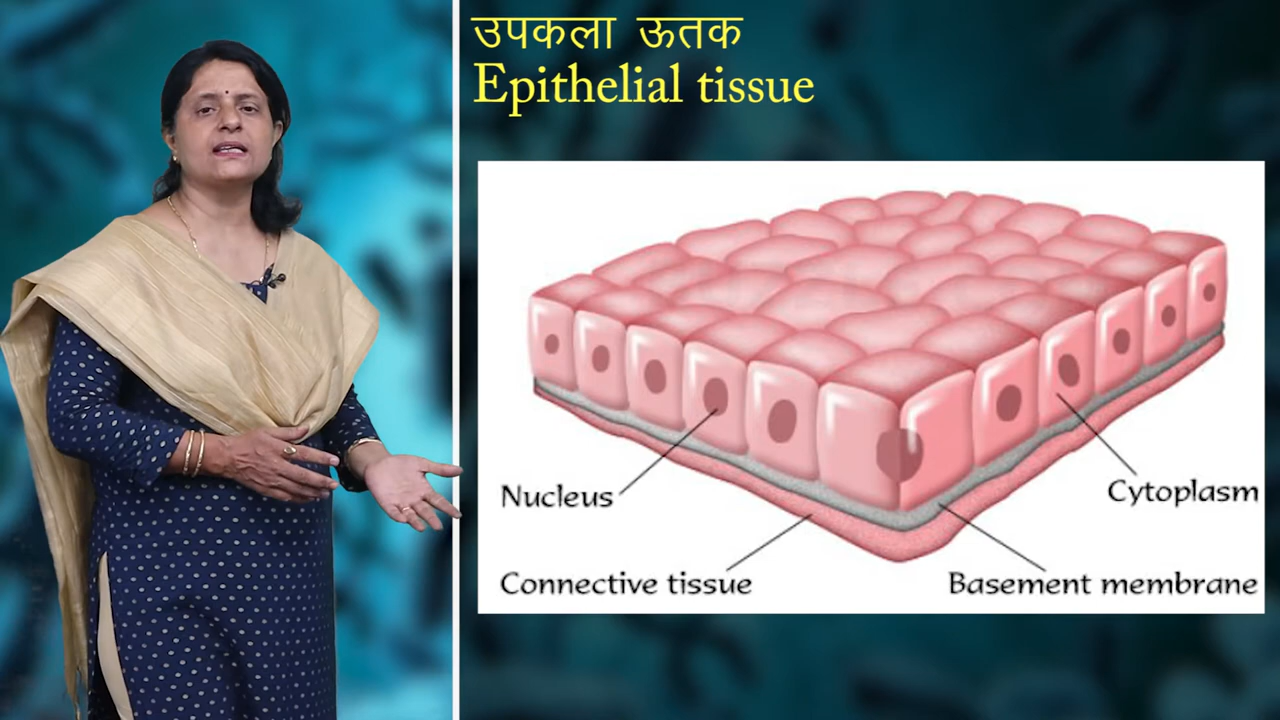 उपकला ऊतक
Epithelial tissue
Nucleus
Cytoplasm
Connective tissue
Basement membrane